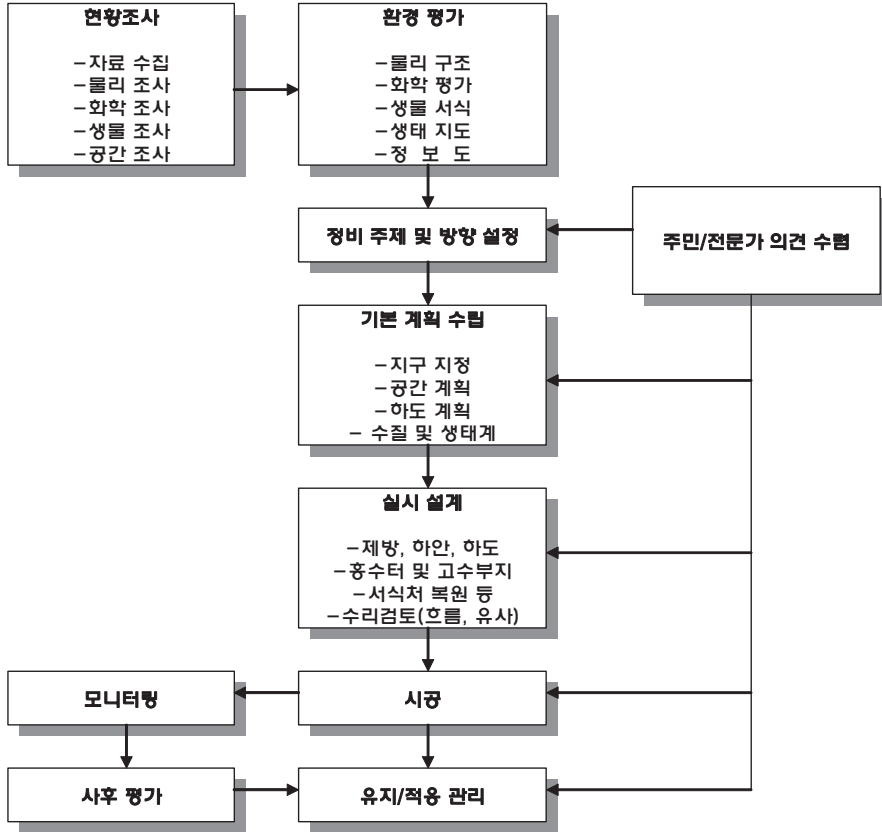 현황조사
–자료 수집
–물리 조사
–화학 조사
–생물 조사
–공간 조사
환경 평가
–물리 구조
–화학 평가
–생물 서식
–생태 지도
–정 보 도
정비 주제 및 방향 설정
주민/전문가 의견 수렴
기본 계획 수립
–지구 지정
–공간 계획
–하도 계획
– 수질 및 생태계
실시 설계
–제방, 하안, 하도
–홍수터 및 고수부지
–서식처 복원 등
–수리검토(흐름, 유사)
모니터링
시공
사후 평가
유지/적응 관리